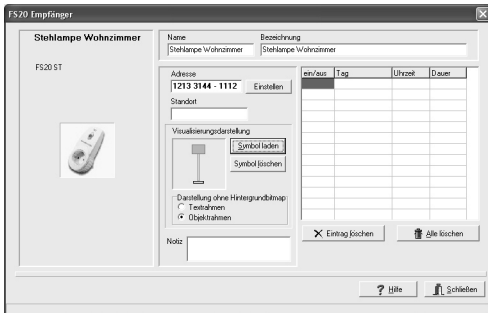 FS20 Empfänger
Stehlampe Wohnzimmer
FS20 ST
Name
Bezeichnung
Stehlampe Wohnzimmer
Stehlampe Wohnzimmer
Adresse
1213 3144 - 1112
Einstellen
Standort
Visualisierungsdarstellung
Symbol laden
Symbol löschen
Darstellung ohne Hintergrundbitmap
Textrahmen
Objektrahmen
Notiz
ein/aus Tag Uhrzeit Dauer
Eintrag löschen
Alle löschen
Hilfe
Schließen